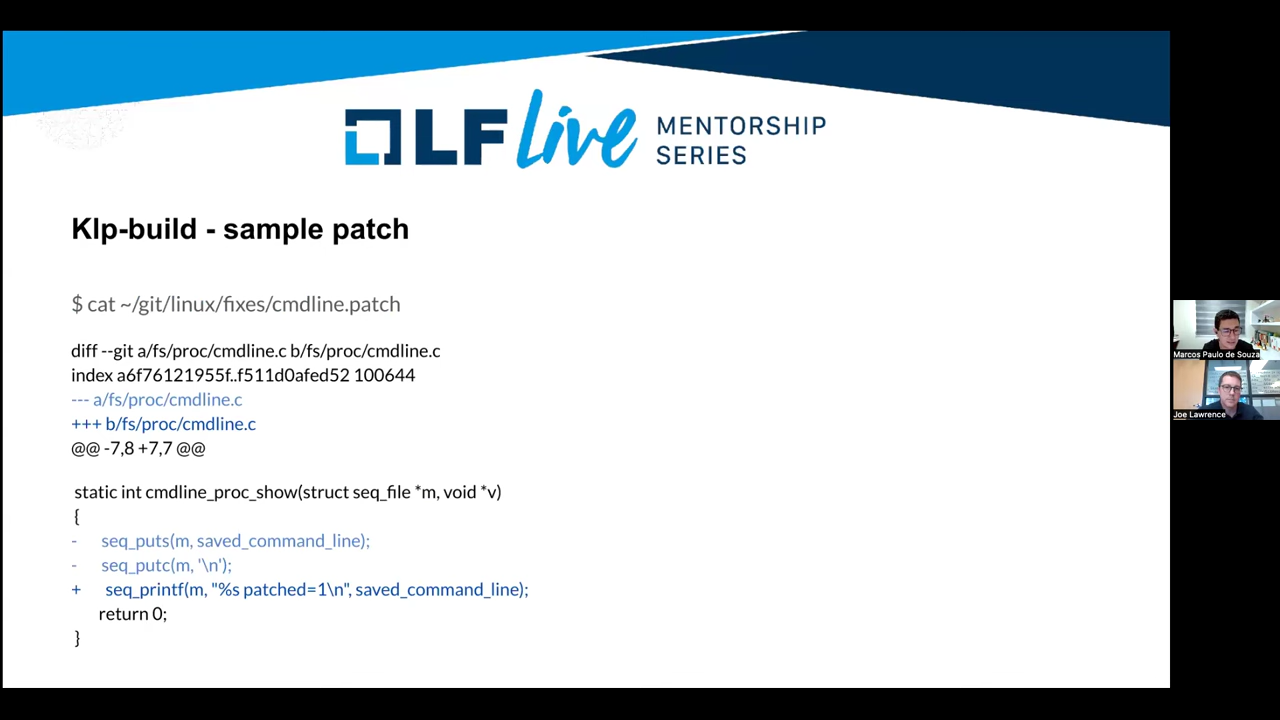 LF Live MENTORSHIP
SERIES
Klp-build - sample patch
$ cat ~/git/linux/fixes/cmdline.patch
diff --git a/fs/proc/cmdline.c b/fs/proc/cmdline.c
index a6f76121955f..f511d0afed52 100644
--- a/fs/proc/cmdline.c
+++ b/fs/proc/cmdline.c
@@ -7,8 +7,7 @@
static int cmdline_proc_show(struct seq_file *m, void *v)
{
- seq_puts(m, saved_command_line);
- seq_putc(m, '\n');
+ seq_printf(m, "%s patched=1\n", saved_command_line);
return 0;
}
Marcos Paulo de Souza
Joe Lawrence